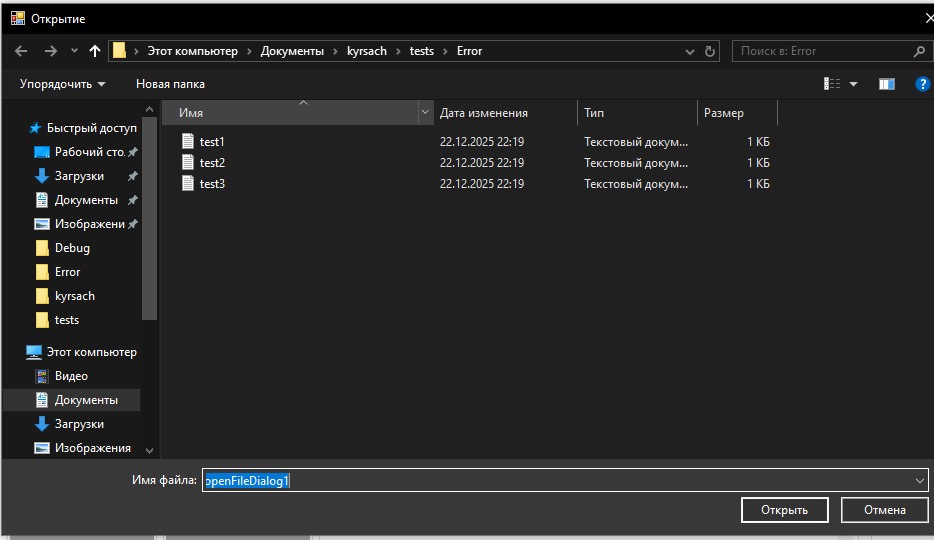 Открытие
Этот компьютер > Документы > kyrsach > tests > Error
Поиск в: Error
Упорядочить Новая папка
Имя Дата изменения Тип Размер
test1 22.12.2025 22:19 Текстовый докум... 1 КБ
test2 22.12.2025 22:19 Текстовый докум... 1 КБ
test3 22.12.2025 22:19 Текстовый докум... 1 КБ
Быстрый доступ
Рабочий сто.
Загрузки
Документы
Изображени
Debug
Error
kyrsach
tests
Этот компьютер
Видео
Документы
Загрузки
Изображения
Имя файла: openFileDialog1
Открыть Отмена